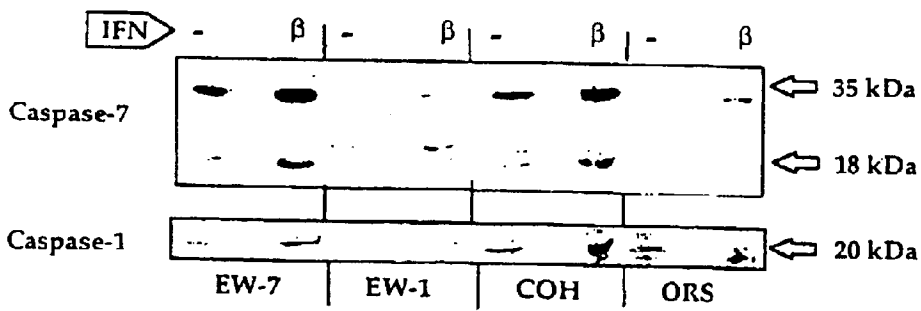 IFN - β - β - β - β
35 kDa
Caspase-7
18 kDa
Caspase-1 20 kDa
EW-7 EW-1 COH ORS